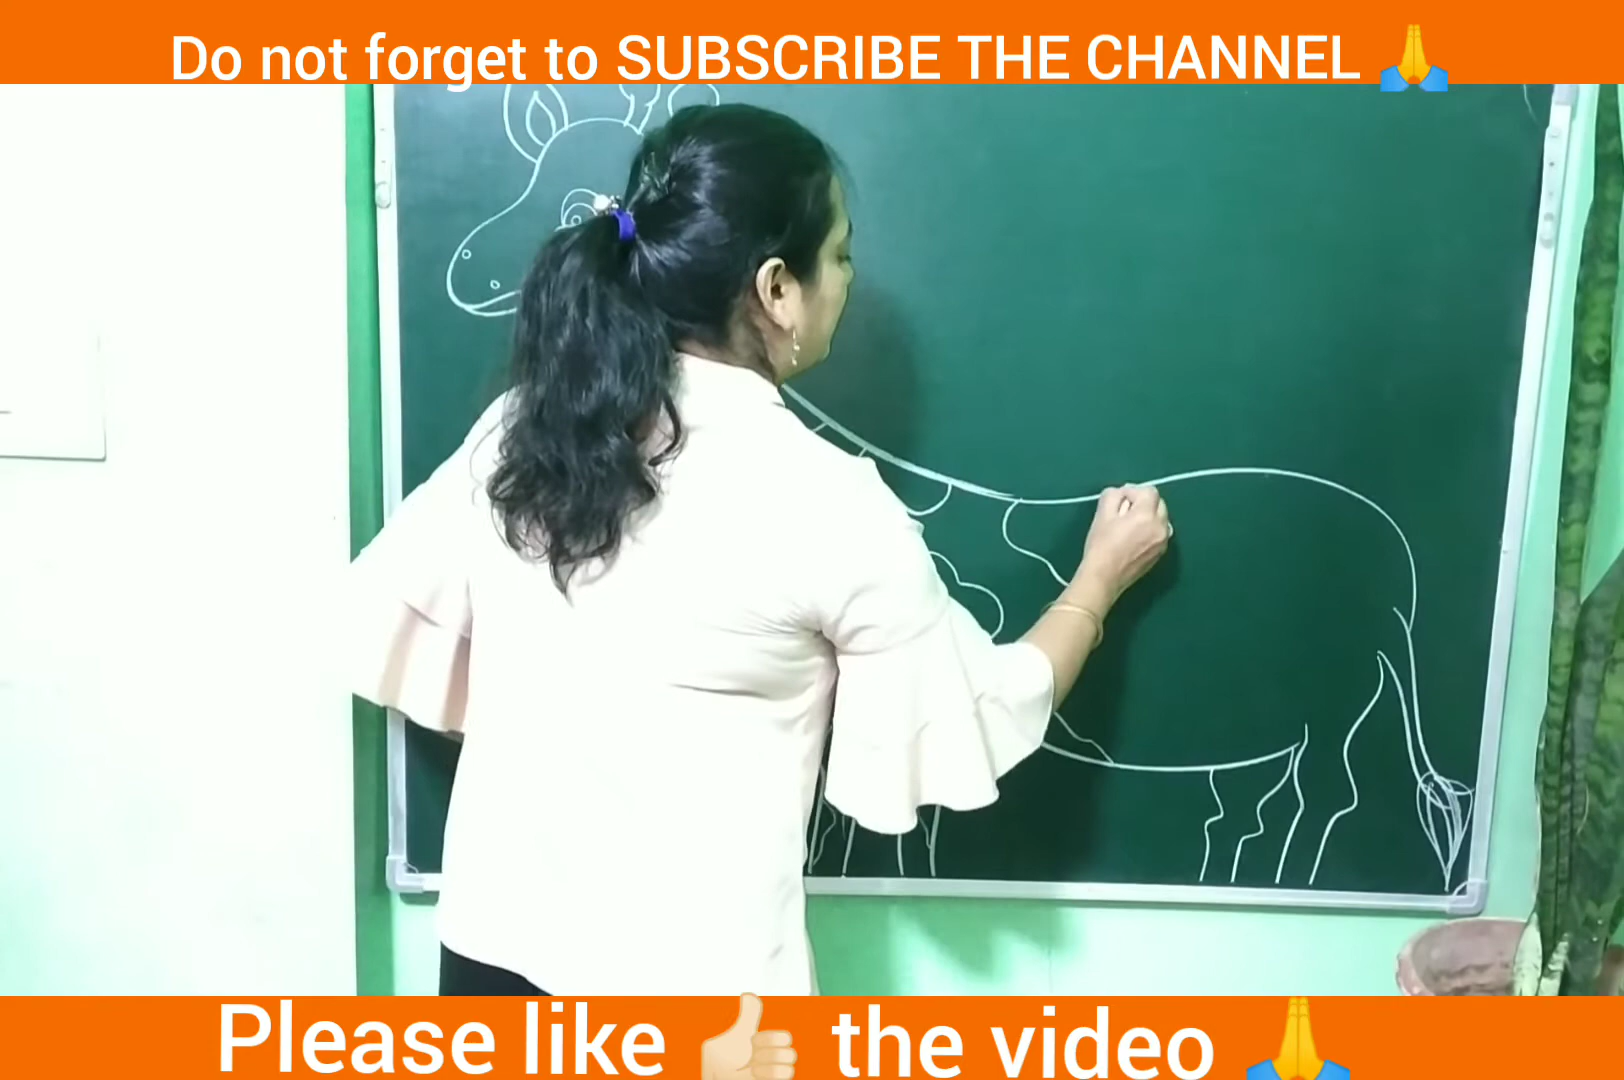 Do not forget to SUBSCRIBE THE CHANNEL 🙏
Please like 👍🏻 the video 🙏